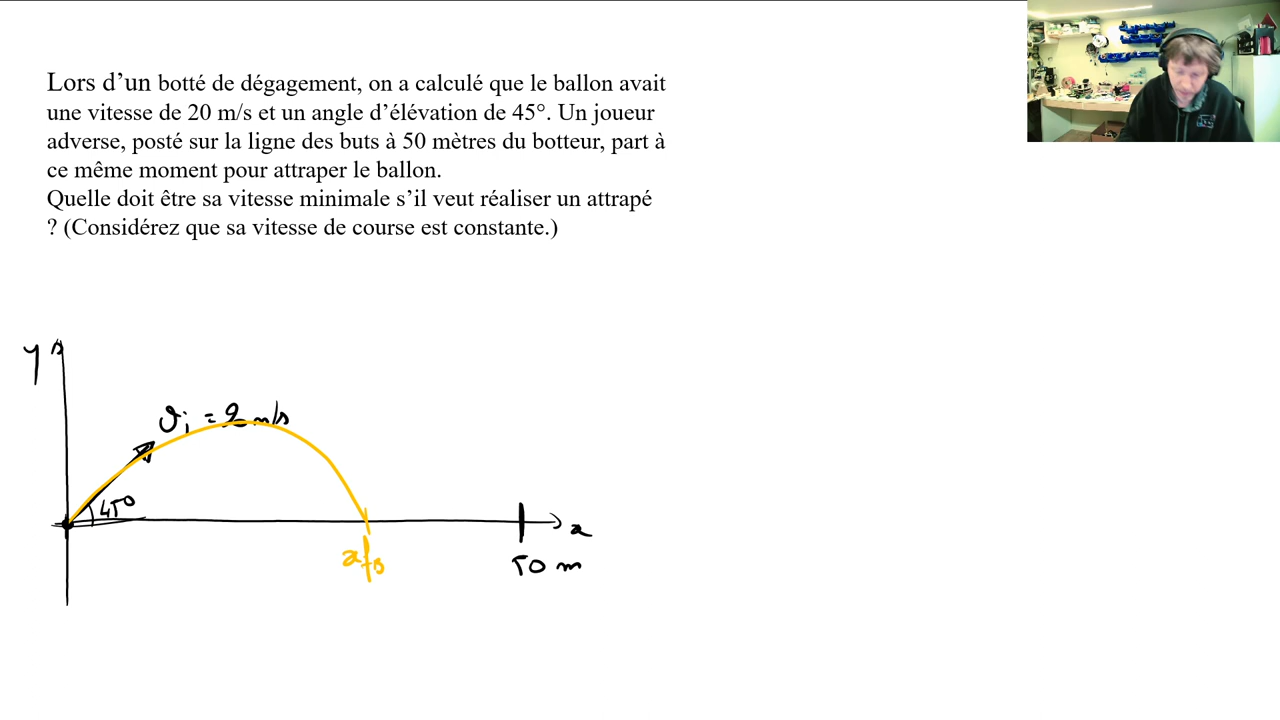 Lors d’un botté de dégagement, on a calculé que le ballon avait
une vitesse de 20 m/s et un angle d’élévation de 45°. Un joueur
adverse, posté sur la ligne des buts à 50 mètres du botteur, part à
ce même moment pour attraper le ballon.
Quelle doit être sa vitesse minimale s’il veut réaliser un attrapé
? (Considérez que sa vitesse de course est constante.)
y
45°
x
50 m